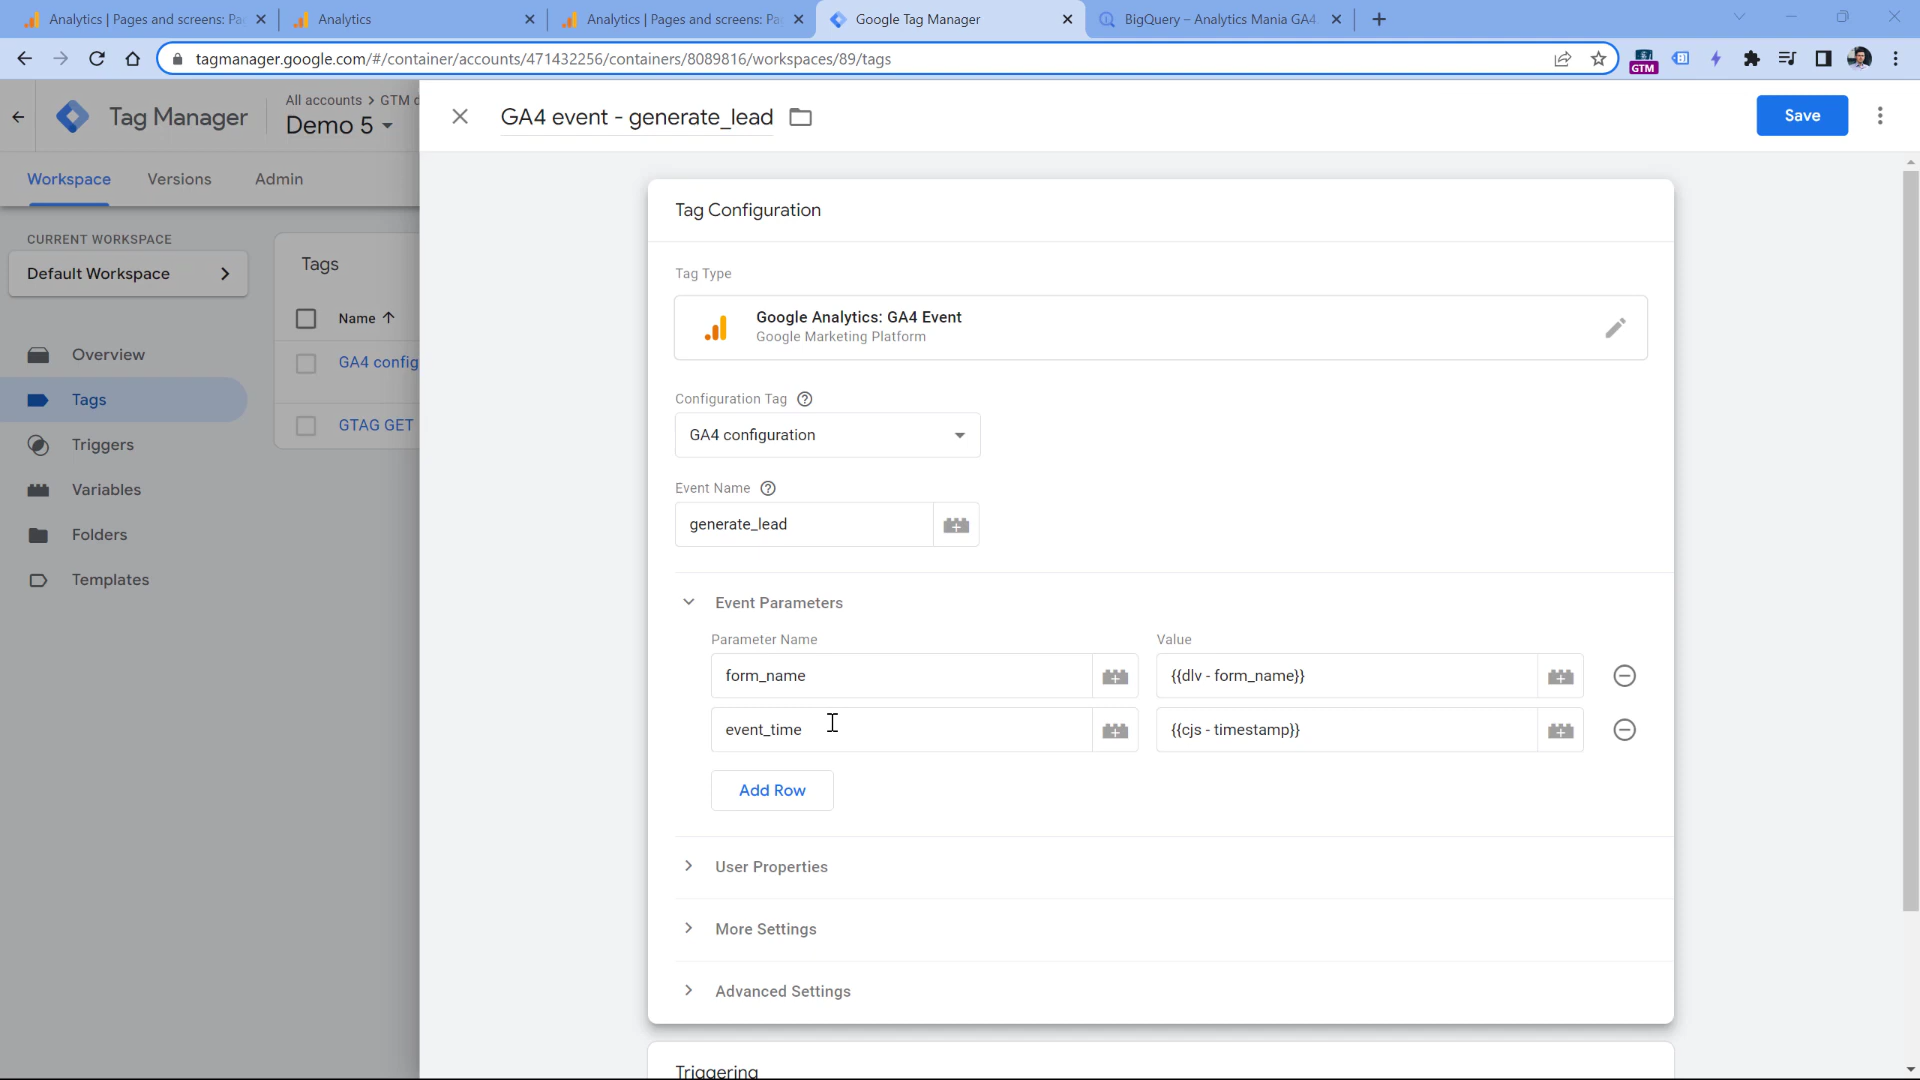 Analytics | Pages and screens: Pa
Analytics
Analytics | Pages and screens: Pa
Google Tag Manager
BigQuery – Analytics Mania GA4
tagmanager.google.com/#/container/accounts/471432256/containers/8089816/workspaces/89/tags
GTM
Tag Manager
All accounts > GTM d
Demo 5
GA4 event - generate_lead
Save
Workspace
Versions
Admin
CURRENT WORKSPACE
Default Workspace
Overview
Tags
Triggers
Variables
Folders
Templates
Tags
Name
GA4 config
GTAG GET
Tag Configuration
Tag Type
Google Analytics: GA4 Event
Google Marketing Platform
Configuration Tag
GA4 configuration
Event Name
generate_lead
Event Parameters
Parameter Name
Value
form_name
{{dlv - form_name}}
event_time
{{cjs - timestamp}}
Add Row
User Properties
More Settings
Advanced Settings
Triggering